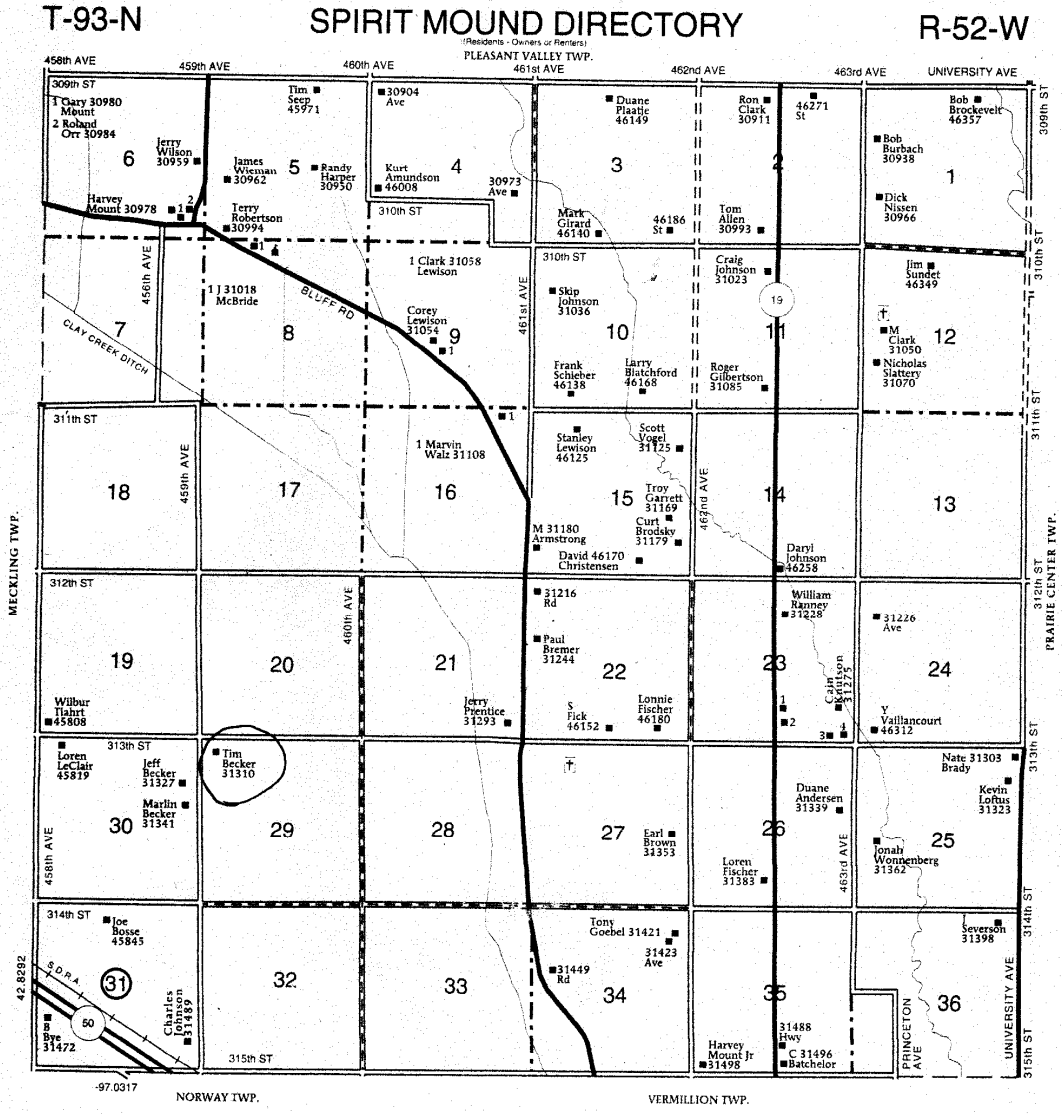 T-93-N
SPIRIT MOUND DIRECTORY
R-52-W
(Residents - Owners or Renters)
PLEASANT VALLEY TWP.
458th AVE
459th AVE
460th AVE
461st AVE
462nd AVE
463rd AVE
UNIVERSITY AVE
309th ST
309th ST
1 Gary 30980
Mount
2 Roland
Orr 30984
6
Jerry
Wilson
30959
Harvey
Mount 30978
1
2
Tim
Seep
45971
James
Wieman
30962
5
Randy
Harper
30950
Terry
Robertson
30994
1
30904
Ave
4
Kurt
Amundson
46008
30973
Ave
310th ST
Duane
Plaatje
46149
3
Mark
Girard
46140
46186
St
Ron
Clark
30911
46271
St
2
Tom
Allen
30993
Bob
Brockevelt
46357
Bob
Burbach
30938
1
Dick
Nissen
30966
310th ST
456th AVE
7
CLAY CREEK DITCH
1 J 31018
McBride
8
BLUFF RD
1 Clark 31058
Lewison
Corey
Lewison
31054
9
1
461st AVE
310th ST
Skip
Johnson
31036
10
Frank
Schieber
46138
Larry
Blatchford
46168
Craig
Johnson
31023
19
11
Roger
Gilbertson
31085
Jim
Sundet
46349
12
M
Clark
31050
Nicholas
Slattery
31070
311th ST
311th ST
18
459th AVE
17
1 Marvin
Walz 31108
1
16
Stanley
Lewison
46125
Scott
Vogel
31125
15
Troy
Garrett
31169
Curt
Brodsky
31179
M 31180
Armstrong
David 46170
Christensen
462nd AVE
14
Daryl
Johnson
46258
13
MECKLING TWP.
PRAIRIE CENTER TWP.
312th ST
312th ST
19
Wilbur
Tiahrt
45808
20
460th AVE
21
Jerry
Prentice
31293
31216
Rd
Paul
Bremer
31244
22
S
Fick
46152
Lonnie
Fischer
46180
William
Ranney
31228
23
Cain
Knutson
31275
1
2
3
4
31226
Ave
24
Y
Vaillancourt
46312
313th ST
313th ST
Loren
LeClair
45819
Jeff
Becker
31327
Marlin
Becker
31341
30
458th AVE
Tim
Becker
31310
29
28
27
Earl
Brown
31353
Duane
Andersen
31339
26
Loren
Fischer
31383
463rd AVE
Nate 31303
Brady
Kevin
Loftus
31323
25
Jonah
Wonnenberg
31362
314th ST
314th ST
Joe
Bosse
45845
S.D.R.A.
31
50
B
Bye
31472
Charles
Johnson
31489
42.8292
32
33
Tony
Goebel 31421
31423
Ave
31449
Rd
34
35
31488
Hwy
Harvey
Mount Jr
31498
C 31496
Batchelor
Severson
31398
36
PRINCETON
AVE
UNIVERSITY AVE
315th ST
315th ST
-97.0317
NORWAY TWP.
VERMILLION TWP.